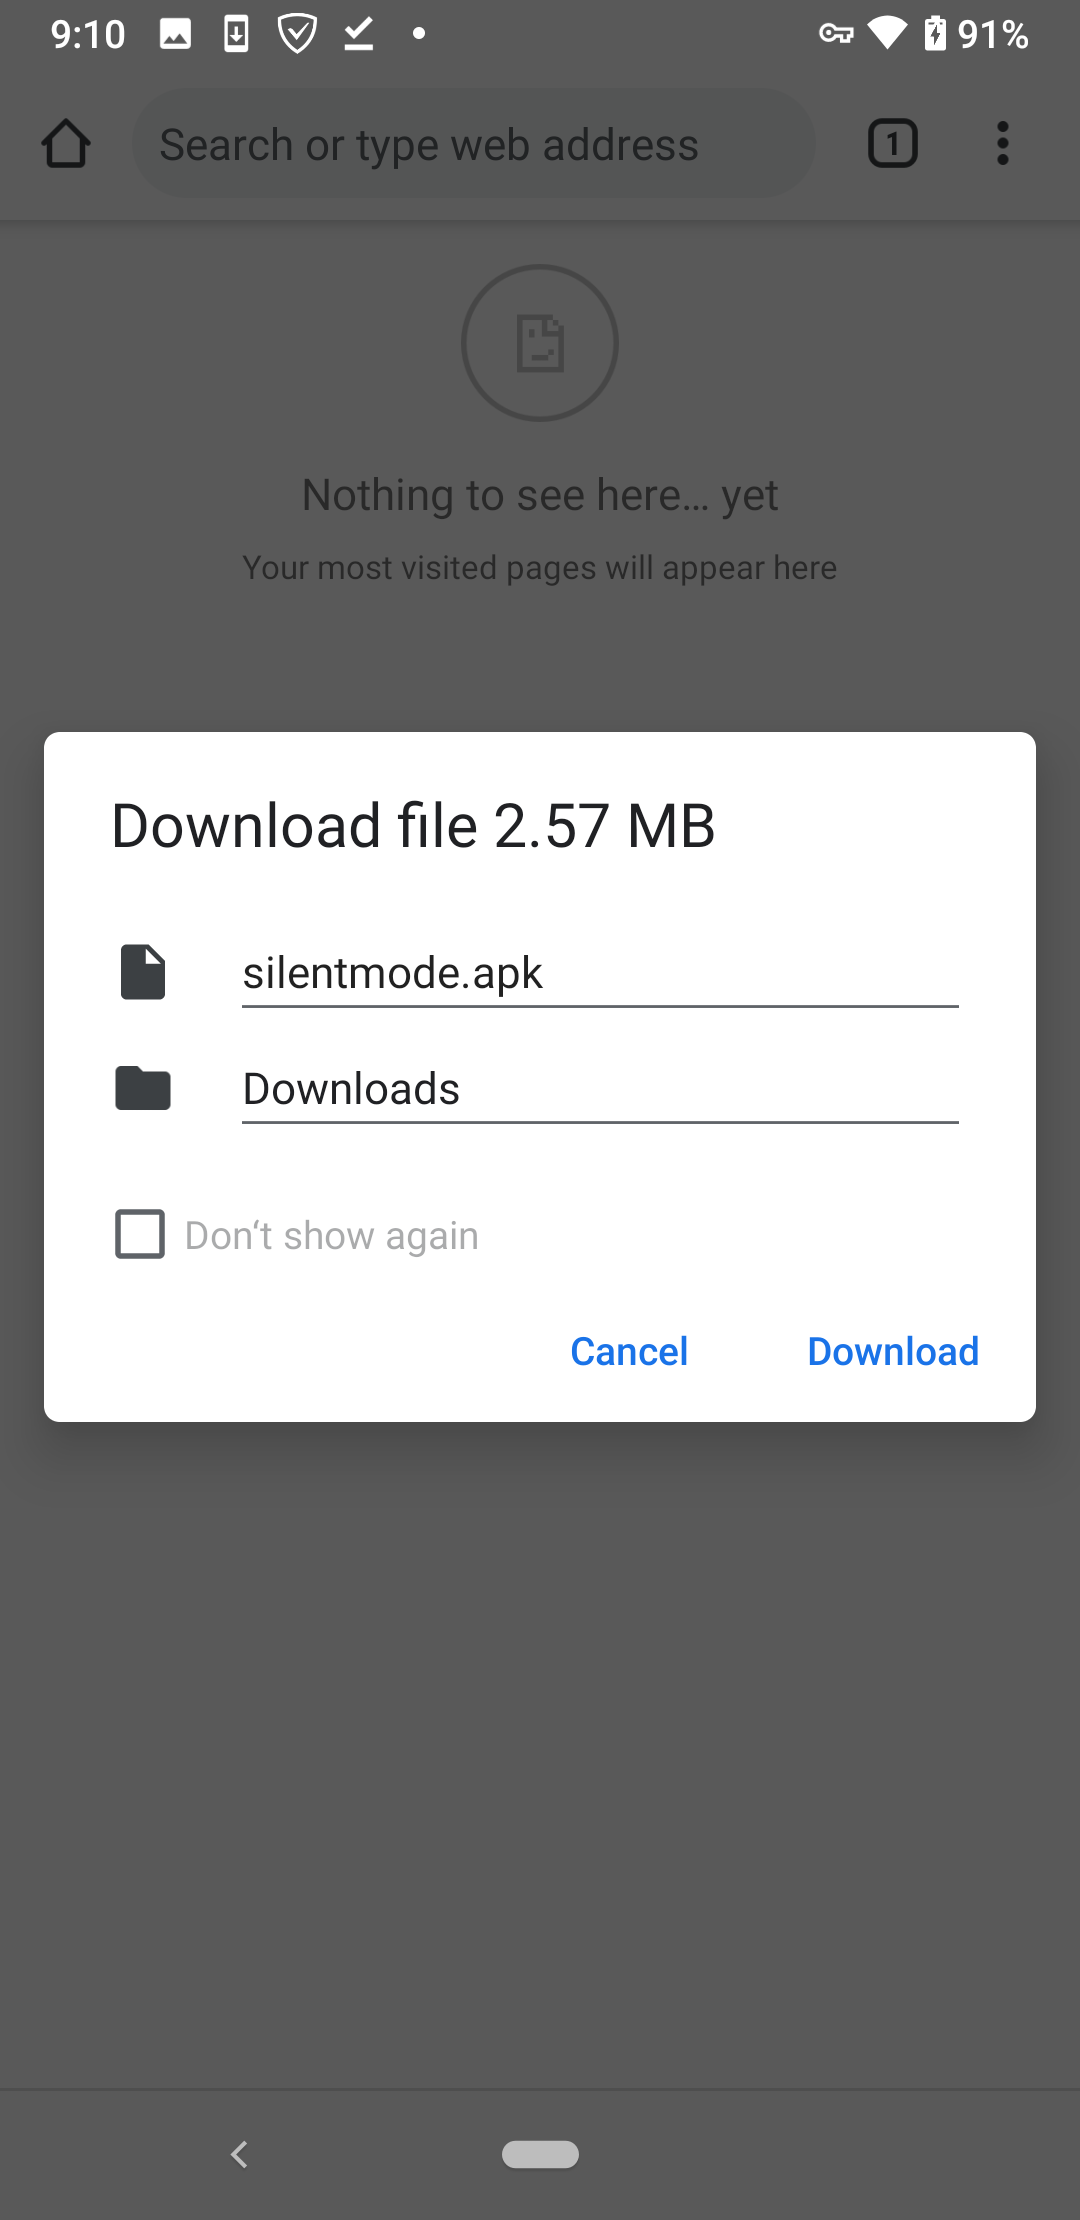 9:10
91%
Search or type web address
1
Nothing to see here… yet
Your most visited pages will appear here
Download file 2.57 MB
silentmode.apk
Downloads
Don‘t show again
Cancel
Download